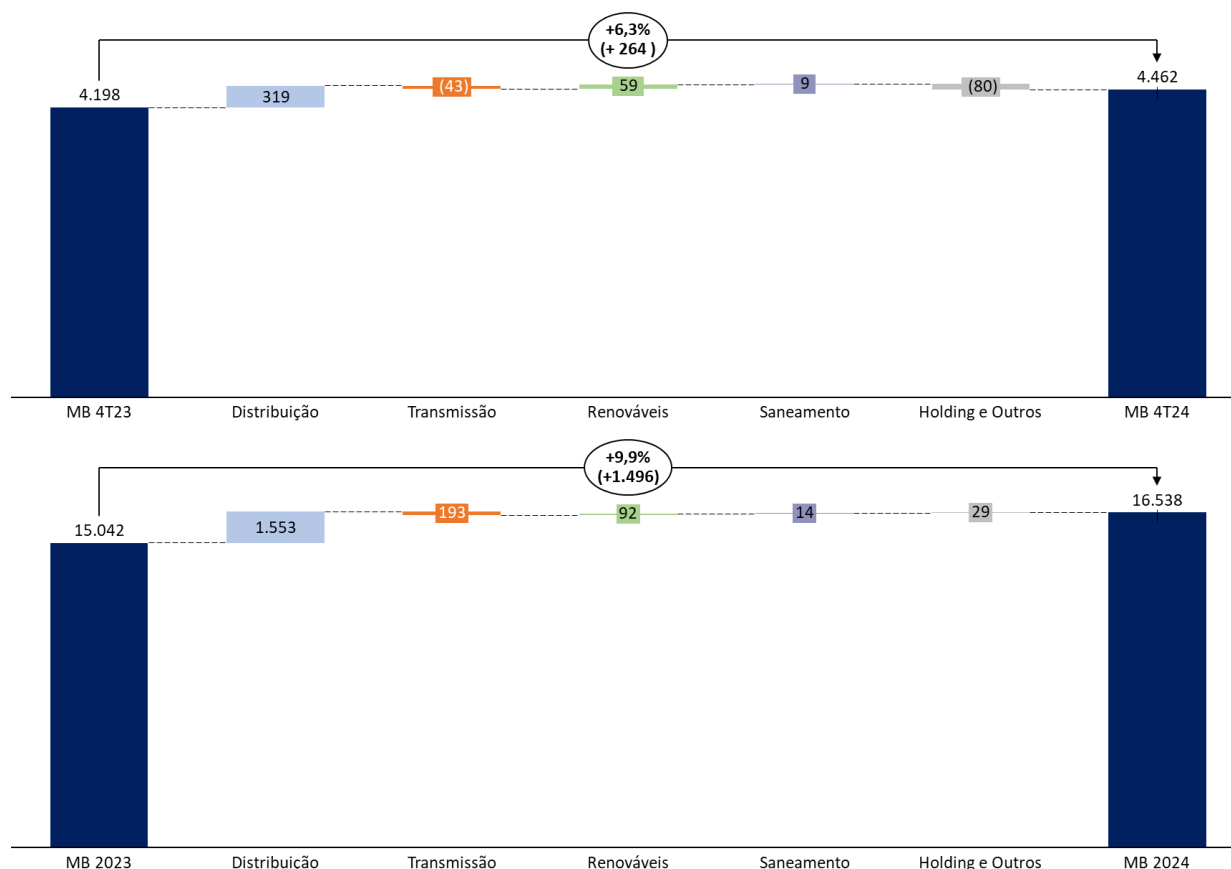 +6,3%
(+ 264 )
4.198
319
(43)
59
9
(80)
4.462
MB 4T23
Distribuição
Transmissão
Renováveis
Saneamento
Holding e Outros
MB 4T24
+9,9%
(+1.496)
15.042
1.553
193
92
14
29
16.538
MB 2023
Distribuição
Transmissão
Renováveis
Saneamento
Holding e Outros
MB 2024